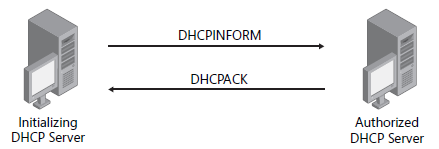 DHCPINFORM
DHCPACK
Initializing
DHCP Server
Authorized
DHCP Server